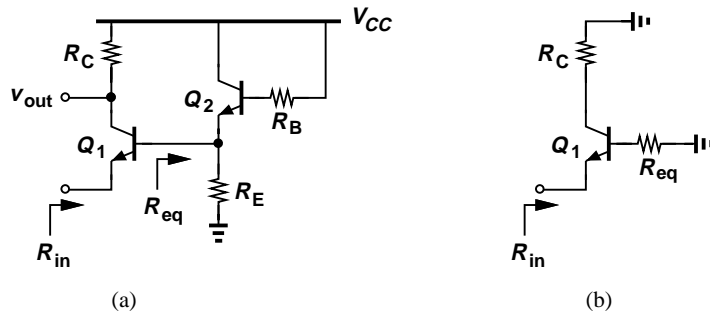 V_CC
R_C
v_out
Q_2
R_B
Q_1
R_eq
R_E
R_in
(a)
R_C
Q_1
R_eq
R_in
(b)